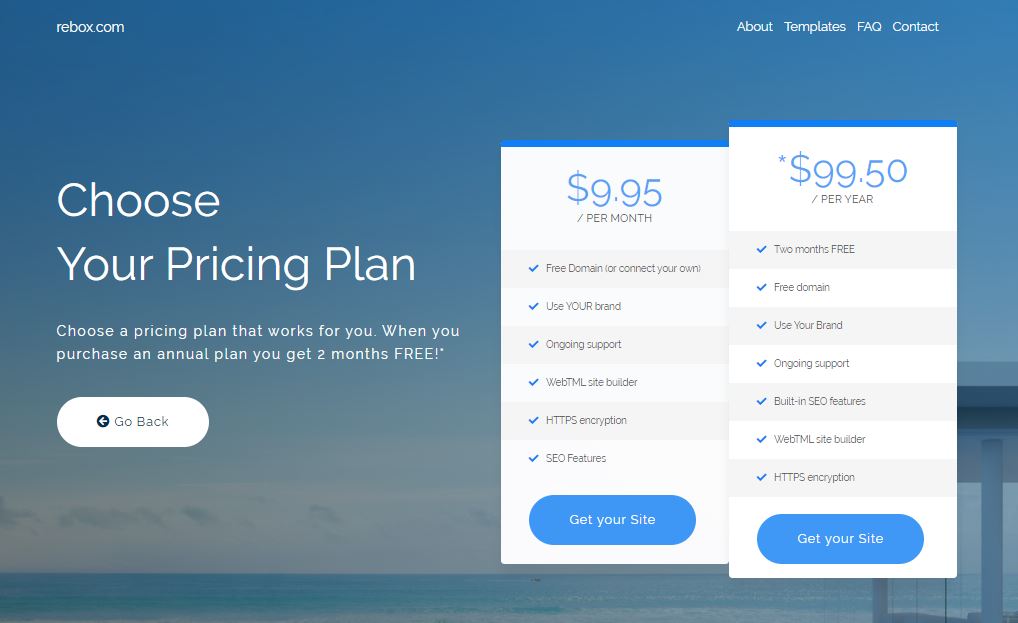 rebox.com
About Templates FAQ Contact
Choose
Your Pricing Plan
Choose a pricing plan that works for you. When you
purchase an annual plan you get 2 months FREE!*
Go Back
$9.95
/ PER MONTH
Free Domain (or connect your own)
Use YOUR brand
Ongoing support
WebTML site builder
HTTPS encryption
SEO Features
Get your Site
*$99.50
/ PER YEAR
Two months FREE
Free domain
Use Your Brand
Ongoing support
Built-in SEO features
WebTML site builder
HTTPS encryption
Get your Site